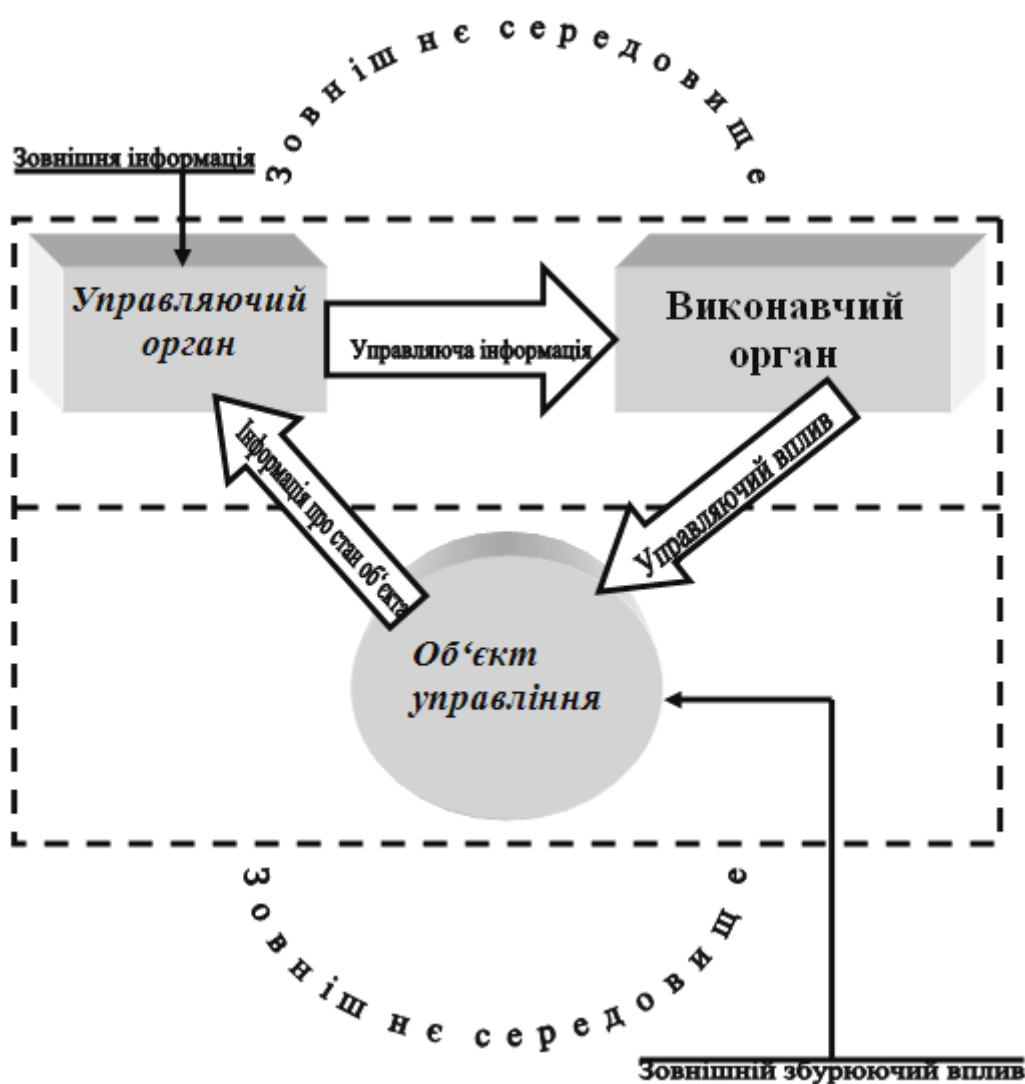 Зовнішнє середовище
Зовнішня інформація
Управляючий
орган
Управляюча інформація
Виконавчий
орган
Інформація про стан об‘єкта
Управляючий вплив
Об‘єкт
управління
Зовнішнє середовище
Зовнішній збурюючий вплив